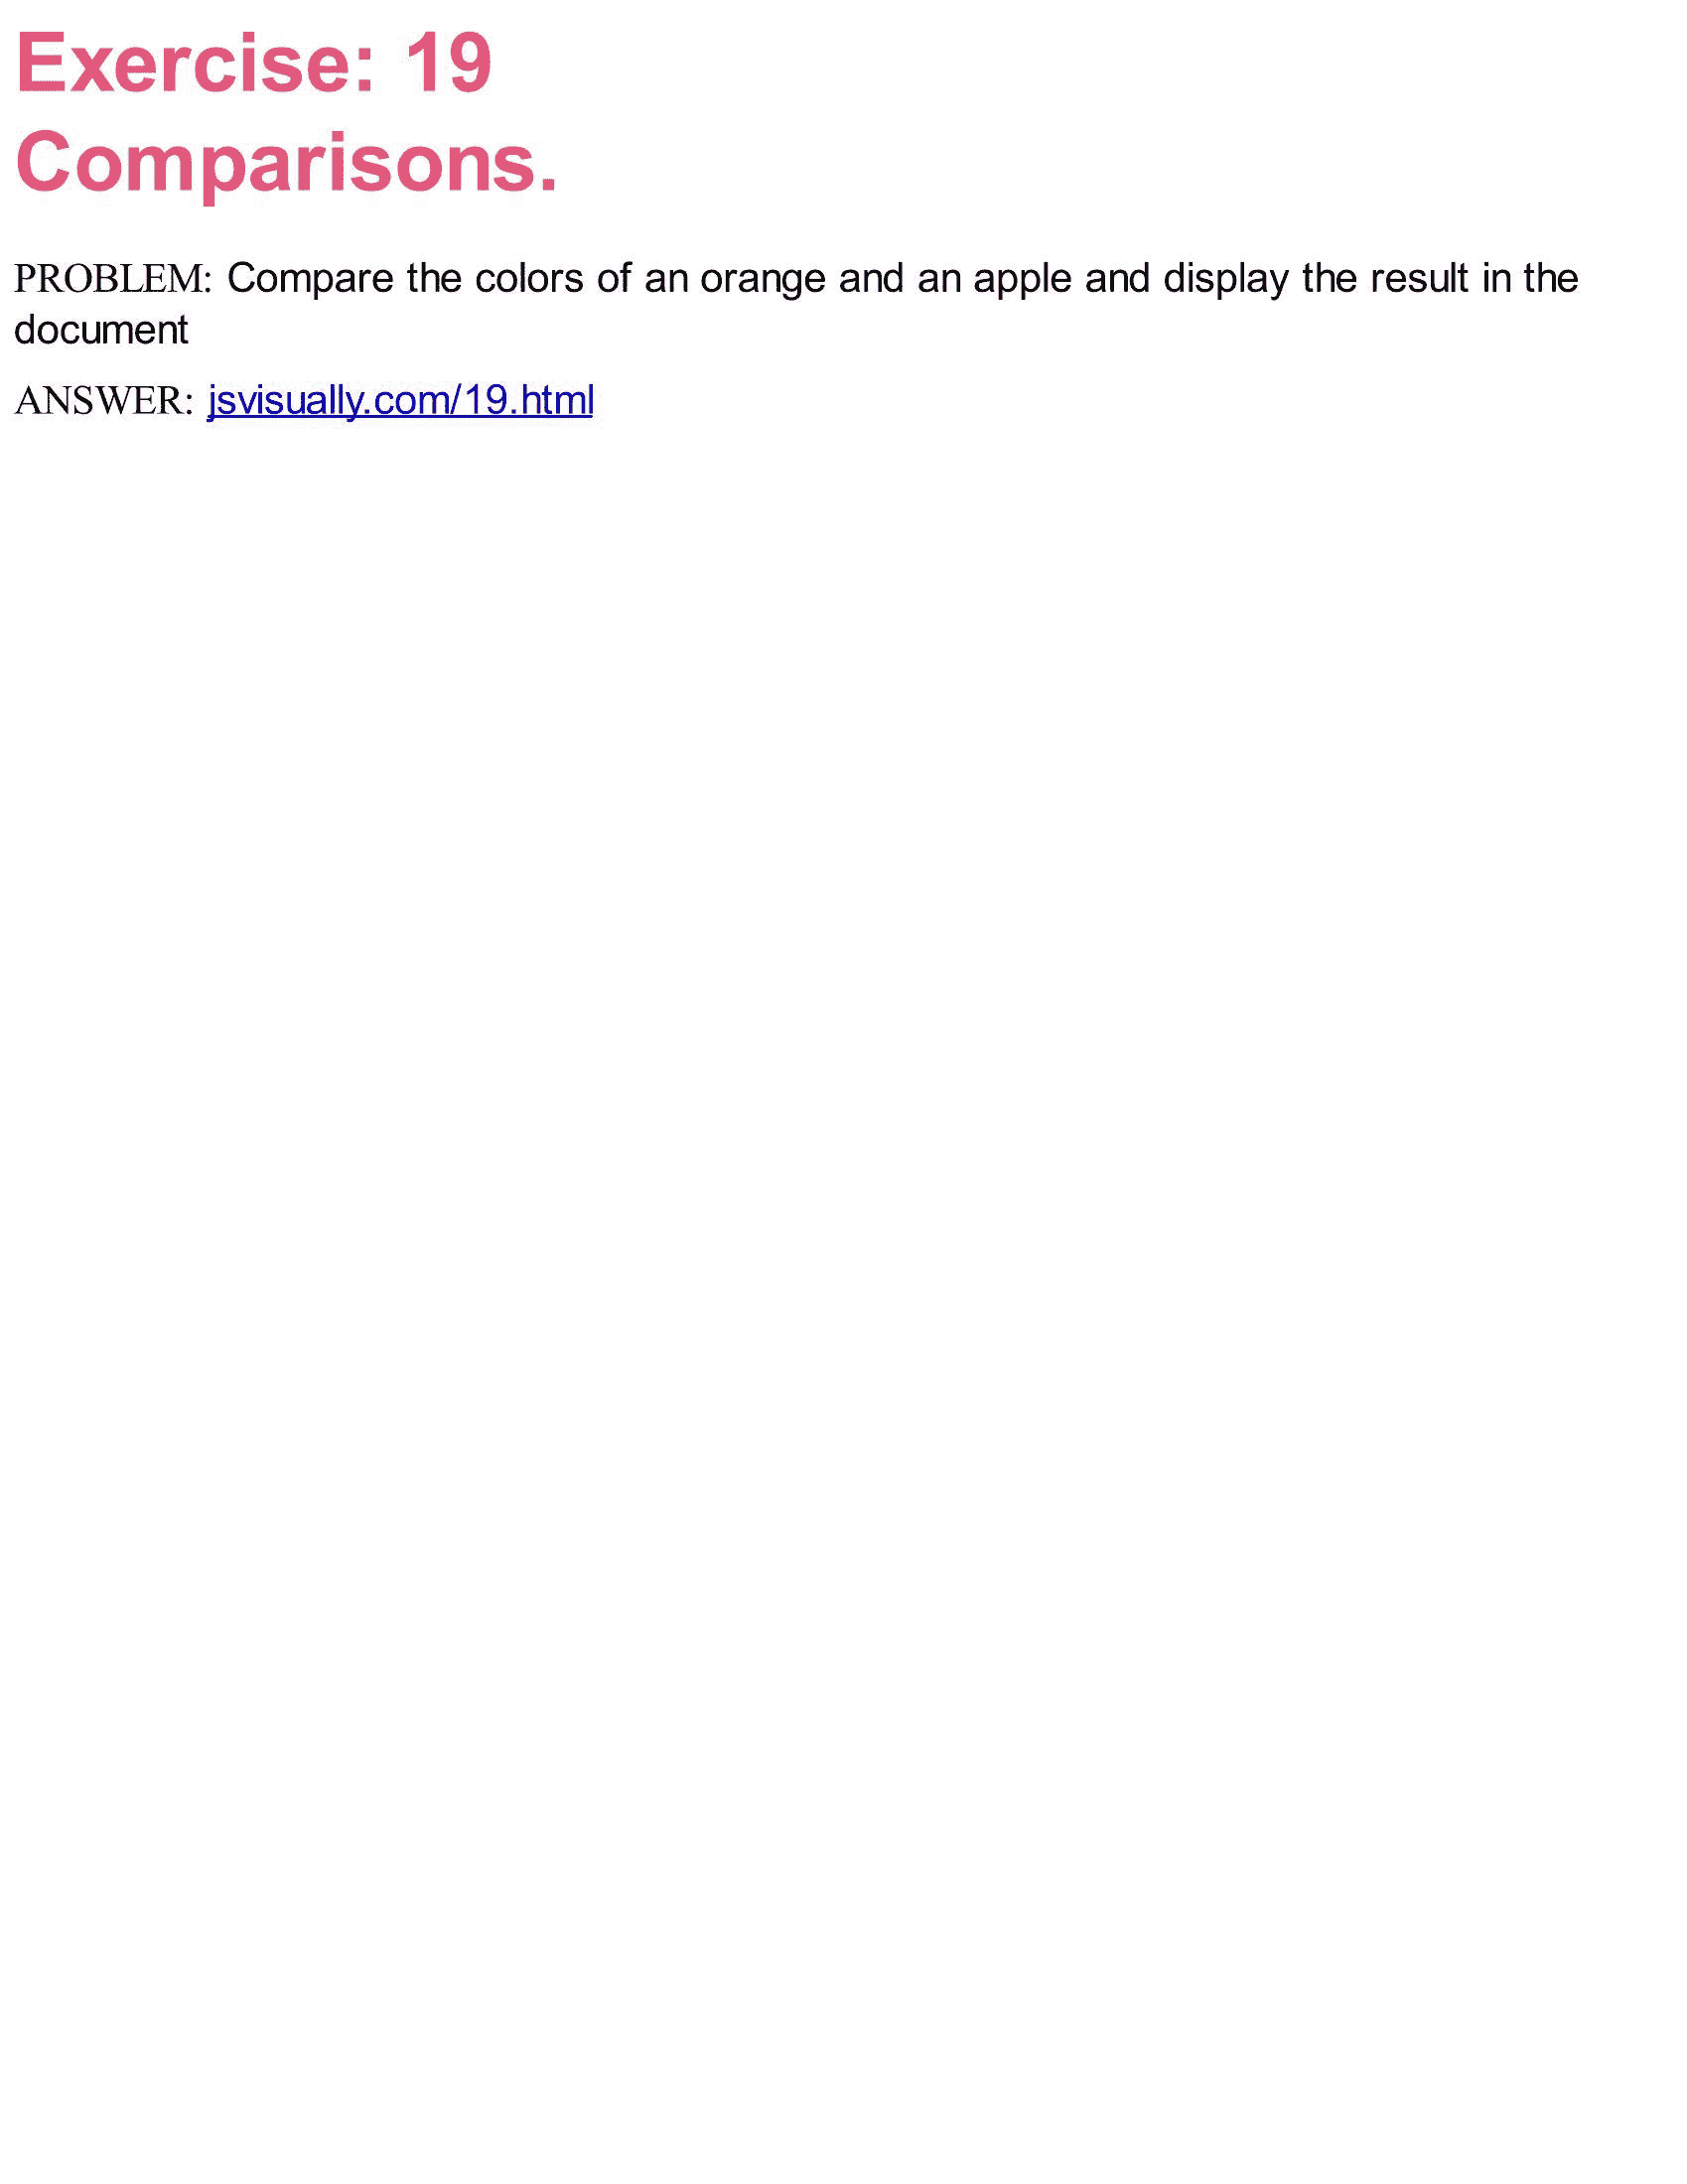 Exercise: 19
Comparisons.
PROBLEM: Compare the colors of an orange and an apple and display the result in the
document
ANSWER: jsvisually.com/19.html